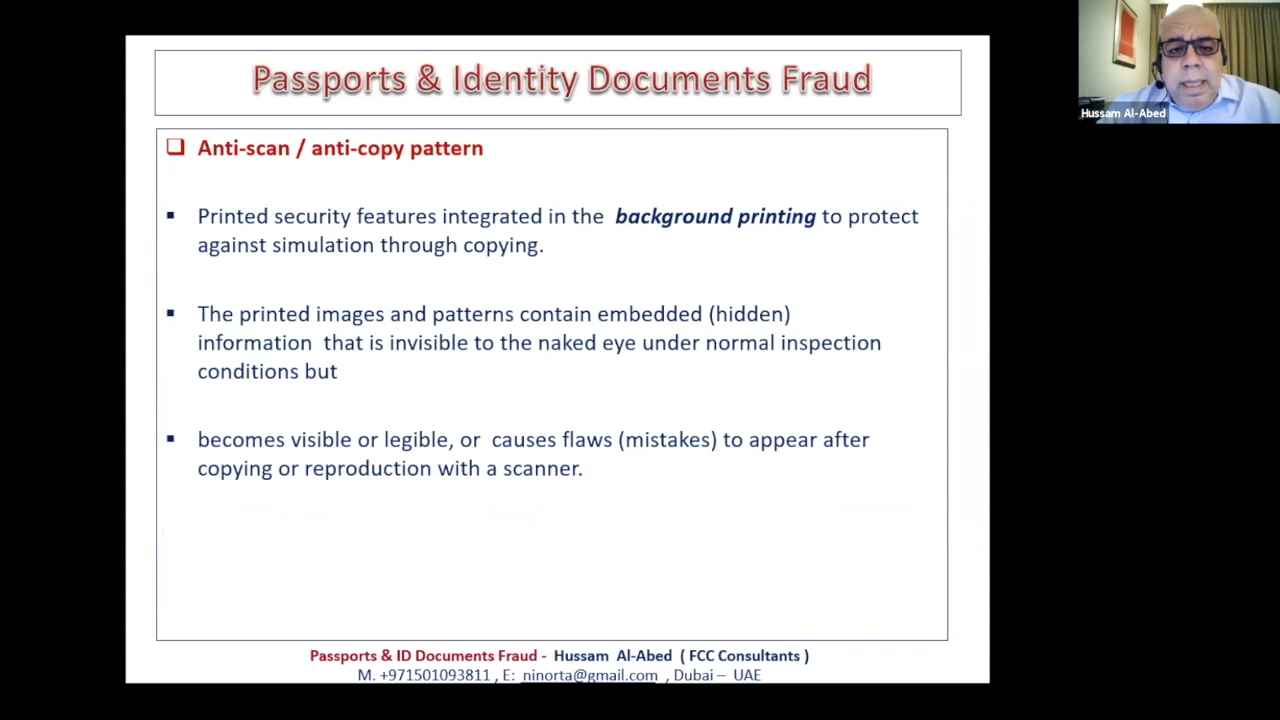 Passports & Identity Documents Fraud
Hussam Al-Abed
❑ Anti-scan / anti-copy pattern
▪ Printed security features integrated in the background printing to protect
against simulation through copying.
▪ The printed images and patterns contain embedded (hidden)
information that is invisible to the naked eye under normal inspection
conditions but
▪ becomes visible or legible, or causes flaws (mistakes) to appear after
copying or reproduction with a scanner.
Passports & ID Documents Fraud - Hussam Al-Abed ( FCC Consultants )
M. +971501093811 , E: ninorta@gmail.com , Dubai – UAE